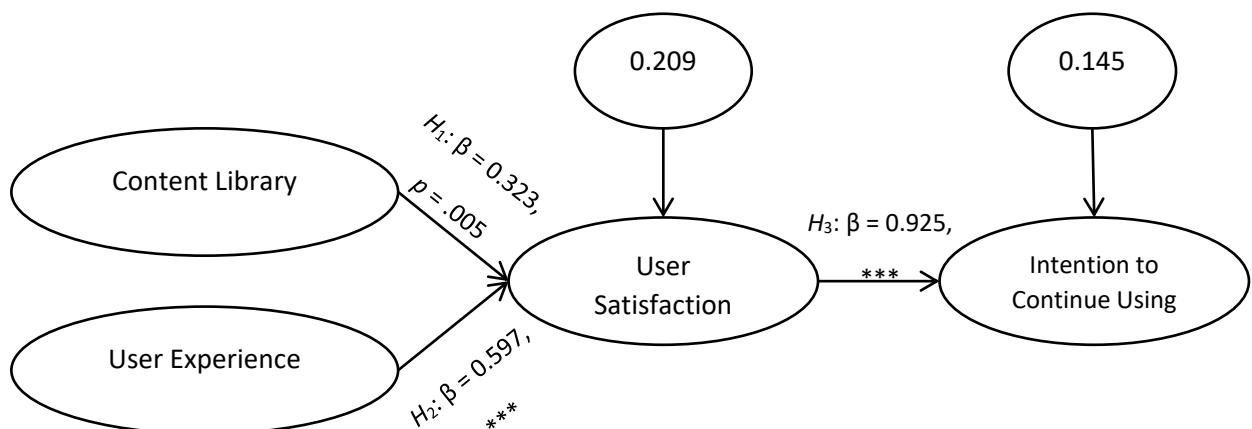 0.209
0.145
Content Library
H₁: β = 0.323,
p = .005
User
Satisfaction
H₃: β = 0.925,
***
Intention to
Continue Using
User Experience
H₂: β = 0.597,
***